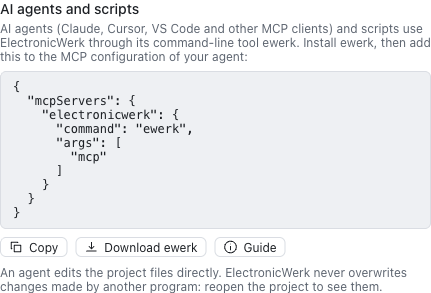 AI agents and scripts
AI agents (Claude, Cursor, VS Code and other MCP clients) and scripts use
ElectronicWerk through its command-line tool ewerk. Install ewerk, then add
this to the MCP configuration of your agent:
{
  "mcpServers": {
    "electronicwerk": {
      "command": "ewerk",
      "args": [
        "mcp"
      ]
    }
  }
}
Copy Download ewerk Guide
An agent edits the project files directly. ElectronicWerk never overwrites
changes made by another program: reopen the project to see them.